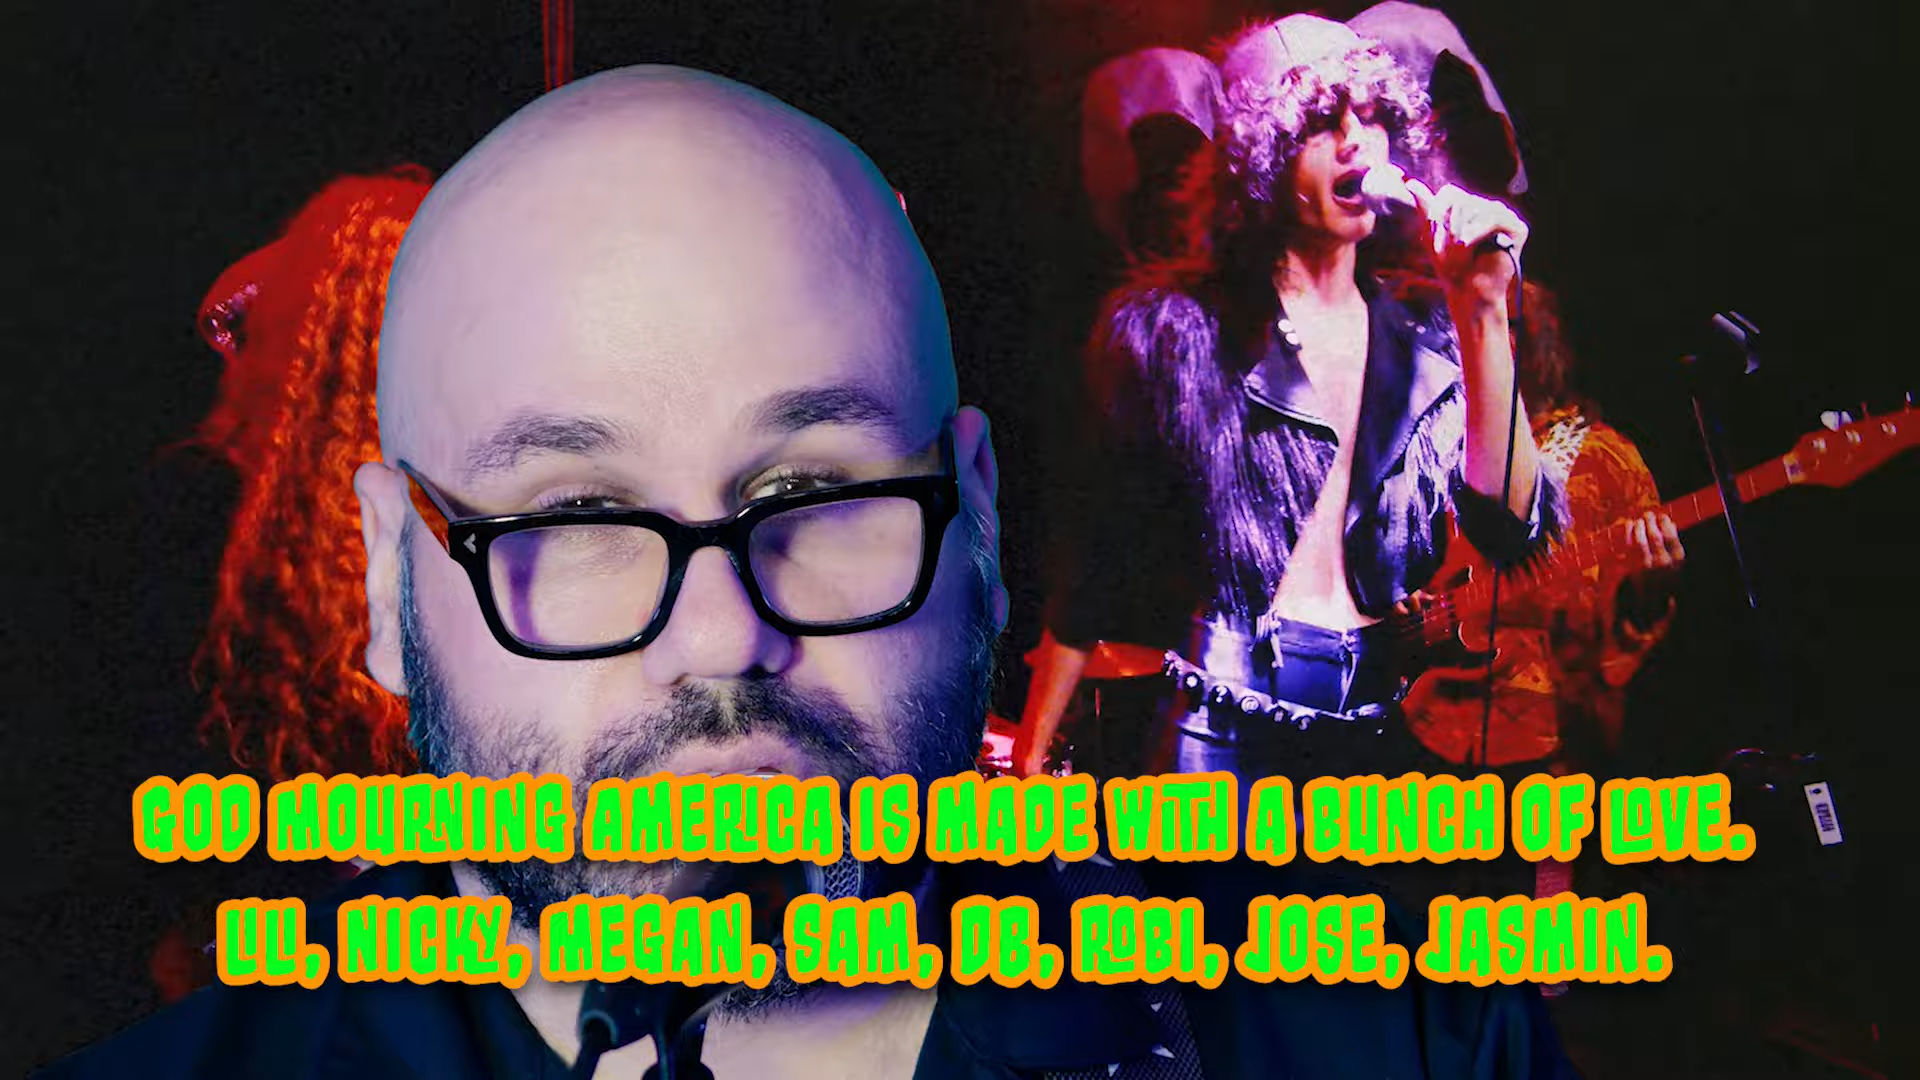 GOD MOURNING AMERICA IS MADE WITH A BUNCH OF LOVE.
LILI, NICKY, MEGAN, SAM, DB, ROBI, JOSE, JASMIN.